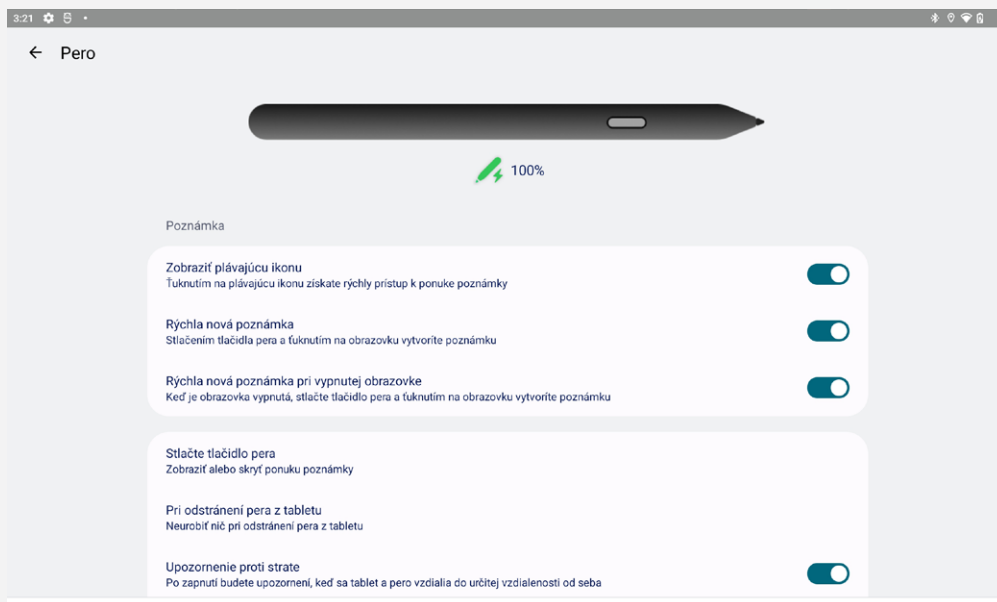 3:21
Pero
100%
Poznámka
Zobraziť plávajúcu ikonu
Ťuknutím na plávajúcu ikonu získate rýchly prístup k ponuke poznámky
Rýchla nová poznámka
Stlačením tlačidla pera a ťuknutím na obrazovku vytvoríte poznámku
Rýchla nová poznámka pri vypnutej obrazovke
Keď je obrazovka vypnutá, stlačte tlačidlo pera a ťuknutím na obrazovku vytvoríte poznámku
Stlačte tlačidlo pera
Zobraziť alebo skryť ponuku poznámky
Pri odstránení pera z tabletu
Neurobiť nič pri odstránení pera z tabletu
Upozornenie proti strate
Po zapnutí budete upozornení, keď sa tablet a pero vzdialia do určitej vzdialenosti od seba